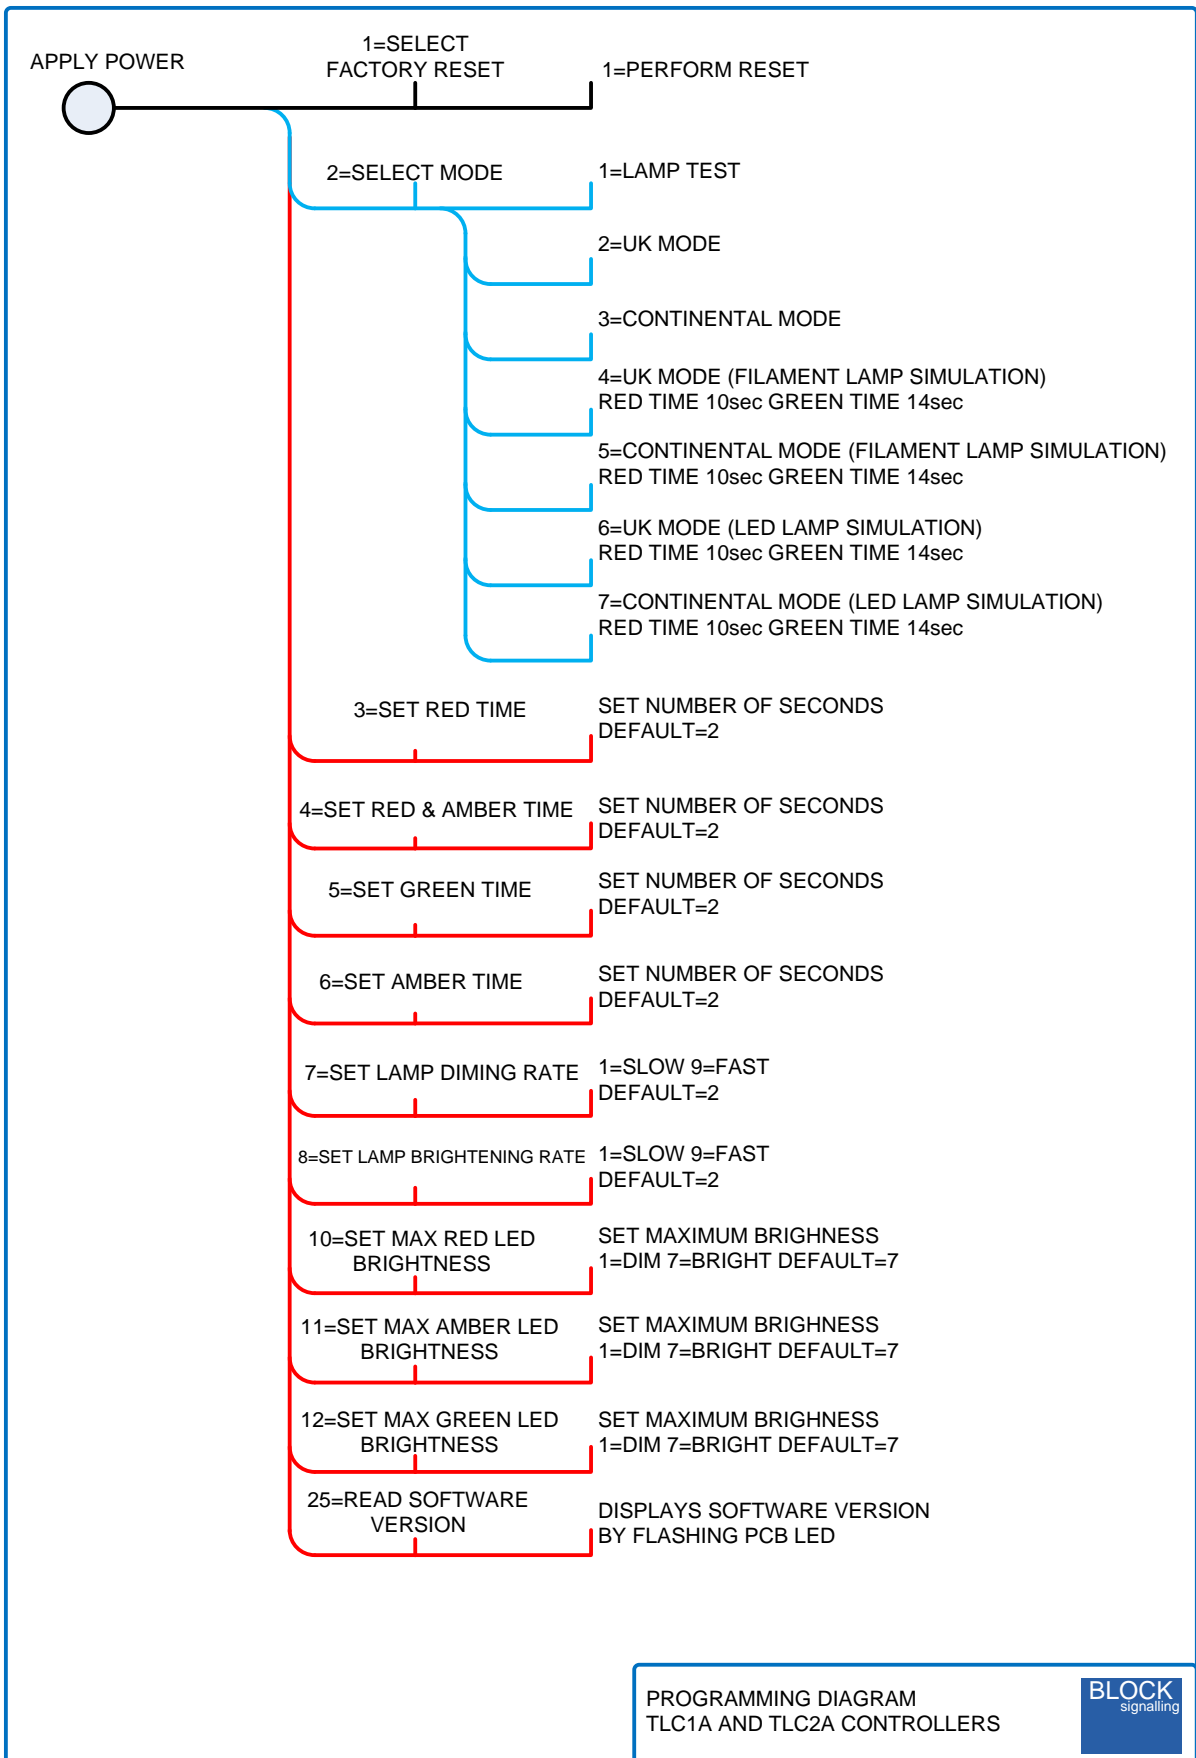 APPLY POWER
1=SELECT
FACTORY RESET
1=PERFORM RESET
2=SELECT MODE
1=LAMP TEST
2=UK MODE
3=CONTINENTAL MODE
4=UK MODE (FILAMENT LAMP SIMULATION)
RED TIME 10sec GREEN TIME 14sec
5=CONTINENTAL MODE (FILAMENT LAMP SIMULATION)
RED TIME 10sec GREEN TIME 14sec
6=UK MODE (LED LAMP SIMULATION)
RED TIME 10sec GREEN TIME 14sec
7=CONTINENTAL MODE (LED LAMP SIMULATION)
RED TIME 10sec GREEN TIME 14sec
3=SET RED TIME
SET NUMBER OF SECONDS
DEFAULT=2
4=SET RED & AMBER TIME
SET NUMBER OF SECONDS
DEFAULT=2
5=SET GREEN TIME
SET NUMBER OF SECONDS
DEFAULT=2
6=SET AMBER TIME
SET NUMBER OF SECONDS
DEFAULT=2
7=SET LAMP DIMING RATE
1=SLOW 9=FAST
DEFAULT=2
8=SET LAMP BRIGHTENING RATE
1=SLOW 9=FAST
DEFAULT=2
10=SET MAX RED LED
BRIGHTNESS
SET MAXIMUM BRIGHNESS
1=DIM 7=BRIGHT DEFAULT=7
11=SET MAX AMBER LED
BRIGHTNESS
SET MAXIMUM BRIGHNESS
1=DIM 7=BRIGHT DEFAULT=7
12=SET MAX GREEN LED
BRIGHTNESS
SET MAXIMUM BRIGHNESS
1=DIM 7=BRIGHT DEFAULT=7
25=READ SOFTWARE
VERSION
DISPLAYS SOFTWARE VERSION
BY FLASHING PCB LED
PROGRAMMING DIAGRAM
TLC1A AND TLC2A CONTROLLERS
BLOCK
signalling